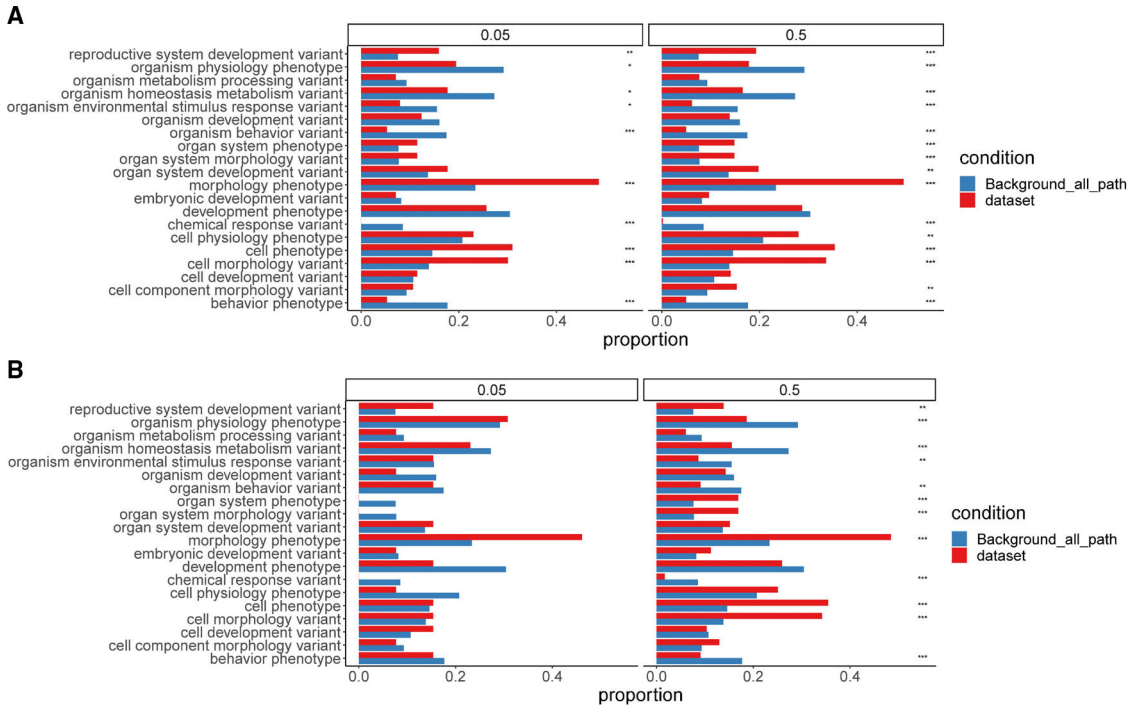 A
0.05 0.5
reproductive system development variant ** ***
organism physiology phenotype * ***
organism metabolism processing variant
organism homeostasis metabolism variant * ***
organism environmental stimulus response variant * ***
organism development variant
organism behavior variant *** ***
organ system phenotype ***
organ system morphology variant ***
organ system development variant **
morphology phenotype *** ***
embryonic development variant
development phenotype
chemical response variant *** ***
cell physiology phenotype **
cell phenotype *** ***
cell morphology variant *** ***
cell development variant
cell component morphology variant **
behavior phenotype *** ***
0.0 0.2 0.4 0.0 0.2 0.4
proportion
condition
Background_all_path
dataset
B
0.05 0.5
reproductive system development variant **
organism physiology phenotype ***
organism metabolism processing variant
organism homeostasis metabolism variant ***
organism environmental stimulus response variant **
organism development variant
organism behavior variant **
organ system phenotype ***
organ system morphology variant ***
organ system development variant
morphology phenotype ***
embryonic development variant
development phenotype
chemical response variant ***
cell physiology phenotype
cell phenotype ***
cell morphology variant ***
cell development variant
cell component morphology variant
behavior phenotype ***
0.0 0.2 0.4 0.0 0.2 0.4
proportion
condition
Background_all_path
dataset